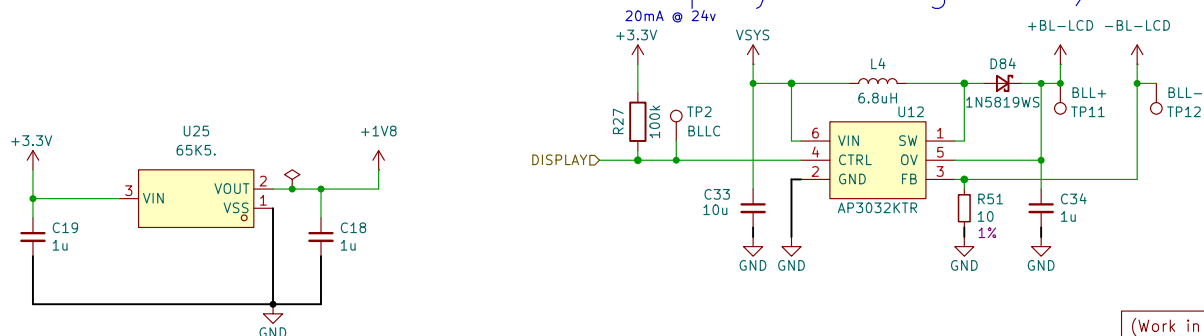 20mA @ 24v
+3.3V
VSYS
+BL-LCD
-BL-LCD
L4
6.8uH
D84
1N5819WS
BLL+
TP11
BLL-
TP12
R27
100k
TP2
BLLC
U12
DISPLAY
6
VIN
SW
1
4
CTRL
OV
5
2
GND
FB
3
AP3032KTR
C33
10u
R51
10
1%
C34
1u
GND
GND
GND
GND
U25
65K5.
+3.3V
+1V8
3
VIN
VOUT
2
VSS
1
C19
1u
C18
1u
GND
(Work in